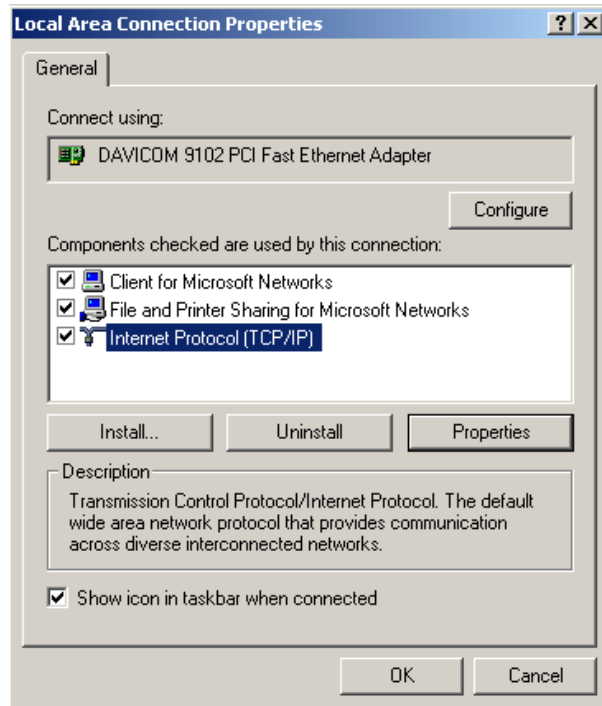 Local Area Connection Properties
General
Connect using:
DAVICOM 9102 PCI Fast Ethernet Adapter
Configure
Components checked are used by this connection:
Client for Microsoft Networks
File and Printer Sharing for Microsoft Networks
Internet Protocol (TCP/IP)
Install... Uninstall Properties
Description
Transmission Control Protocol/Internet Protocol. The default
wide area network protocol that provides communication
across diverse interconnected networks.
Show icon in taskbar when connected
OK Cancel